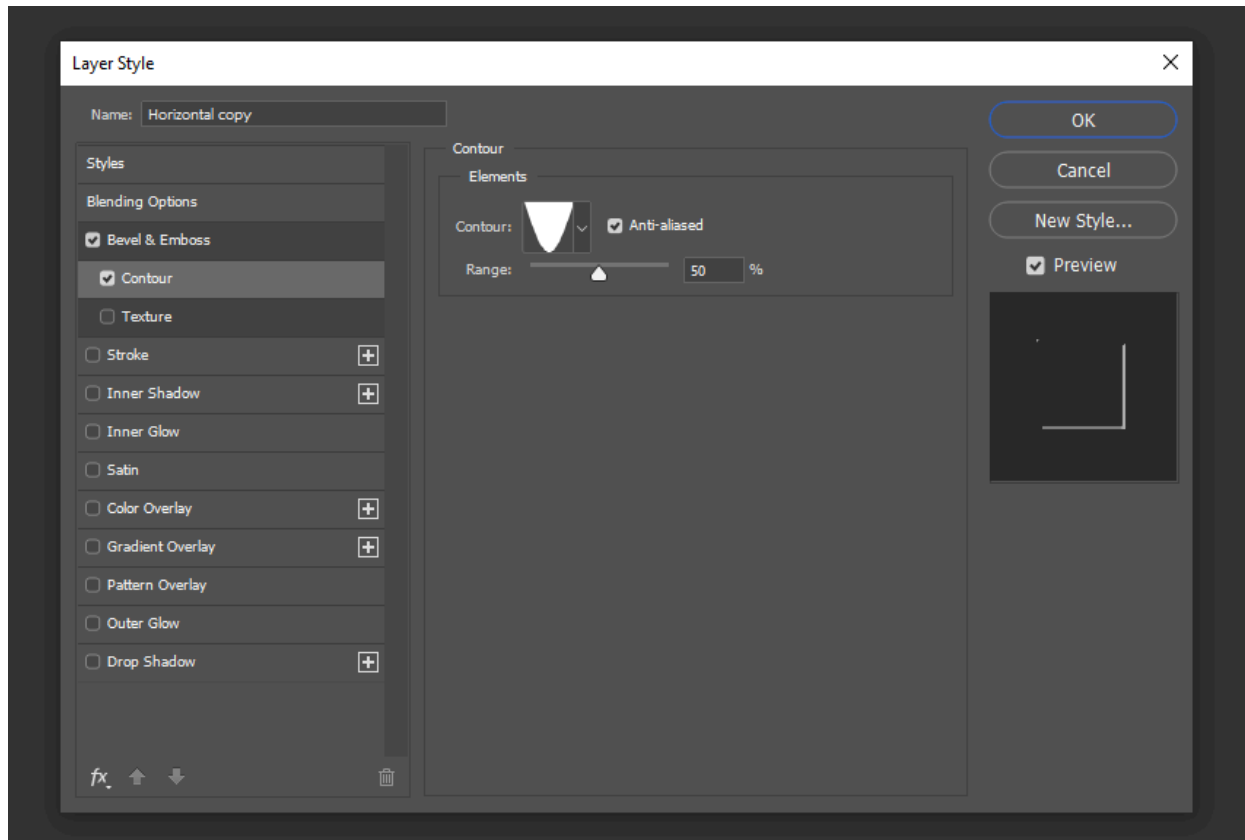 Layer Style
Name: Horizontal copy
Styles
Blending Options
Bevel & Emboss
Contour
Texture
Stroke
Inner Shadow
Inner Glow
Satin
Color Overlay
Gradient Overlay
Pattern Overlay
Outer Glow
Drop Shadow
fx
Contour
Elements
Contour:
Anti-aliased
Range: 50 %
OK
Cancel
New Style...
Preview